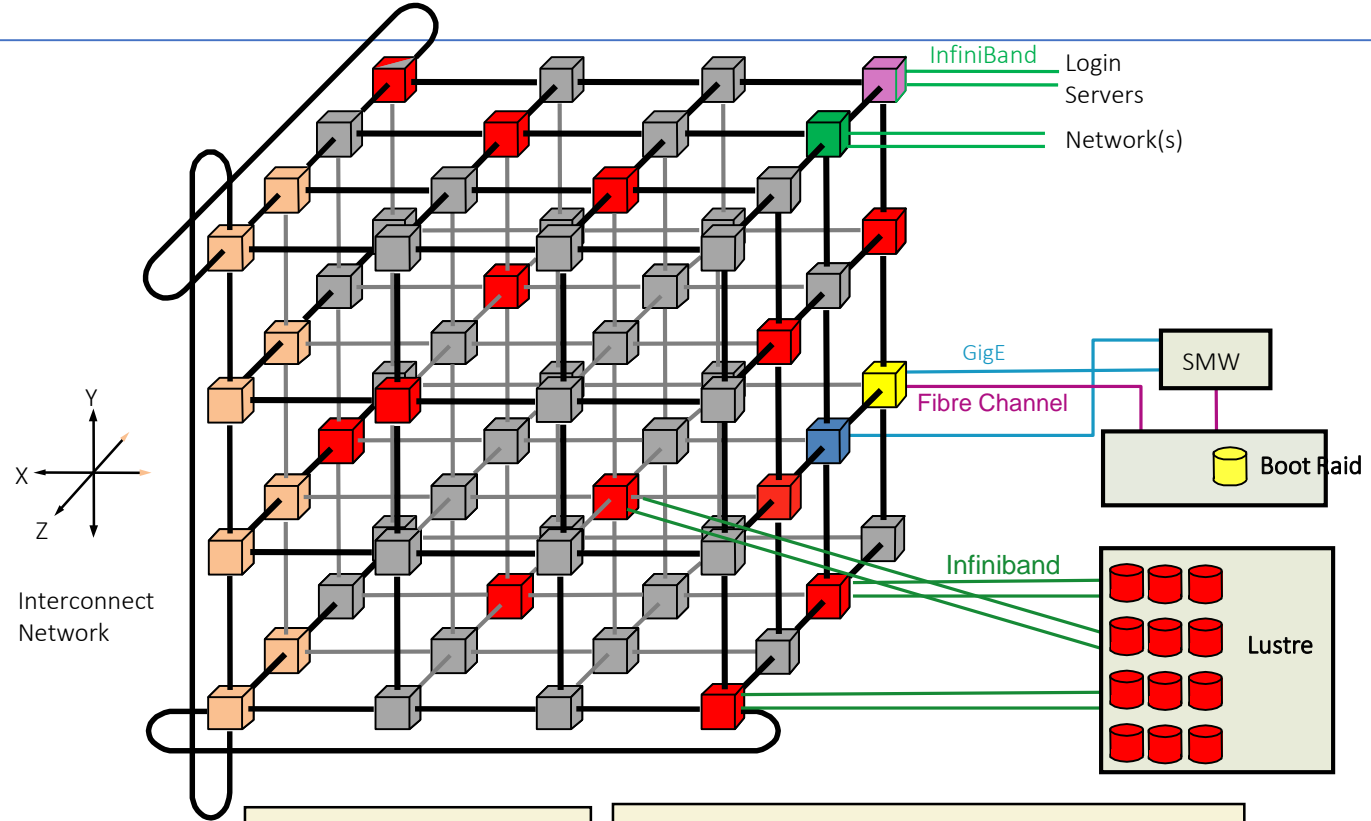 InfiniBand
Login
Servers
Network(s)
GigE
SMW
Fibre Channel
Boot Raid
Y
X
Z
Interconnect
Network
Infiniband
Lustre